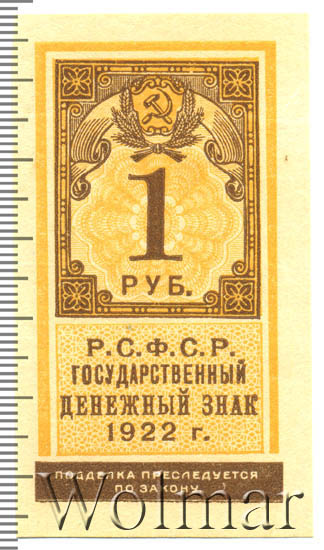 1
РУБ.
Р.С.Ф.С.Р.
ГОСУДАРСТВЕННЫЙ
ДЕНЕЖНЫЙ ЗНАК
1922 г.
ПОДДЕЛКА ПРЕСЛЕДУЕТСЯ
ПО ЗАКОНУ
Wolmar